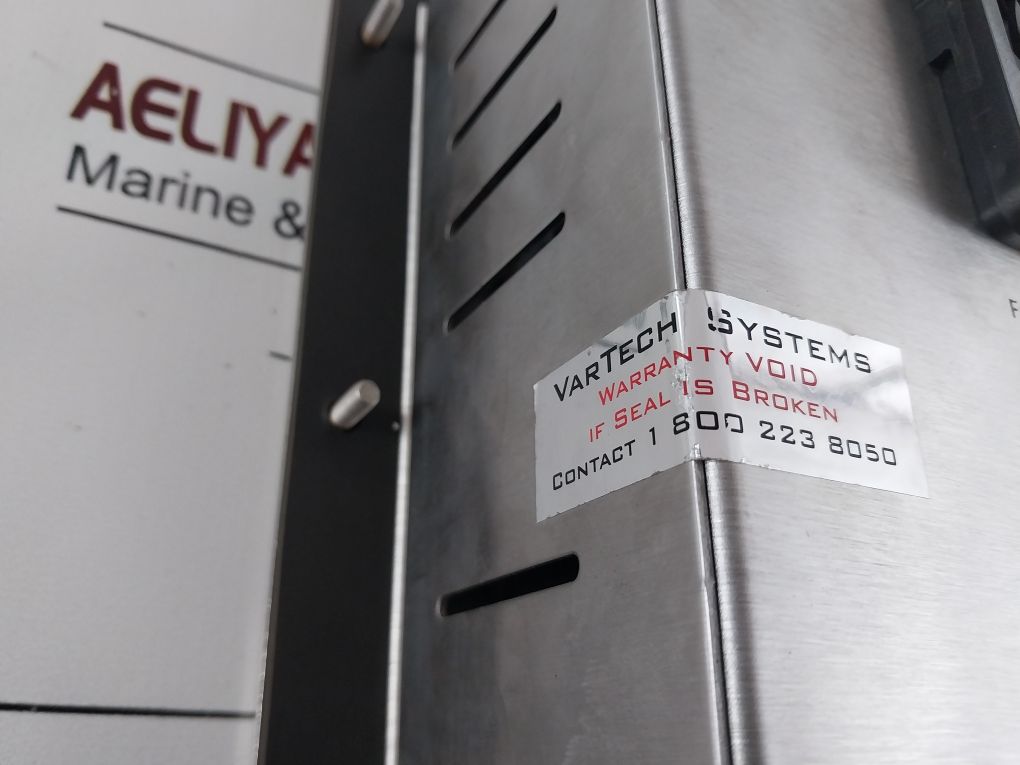 AELIYA
Marine &
VARTECH SYSTEMS
WARRANTY VOID
IF SEAL IS BROKEN
CONTACT 1 800 223 8050
F